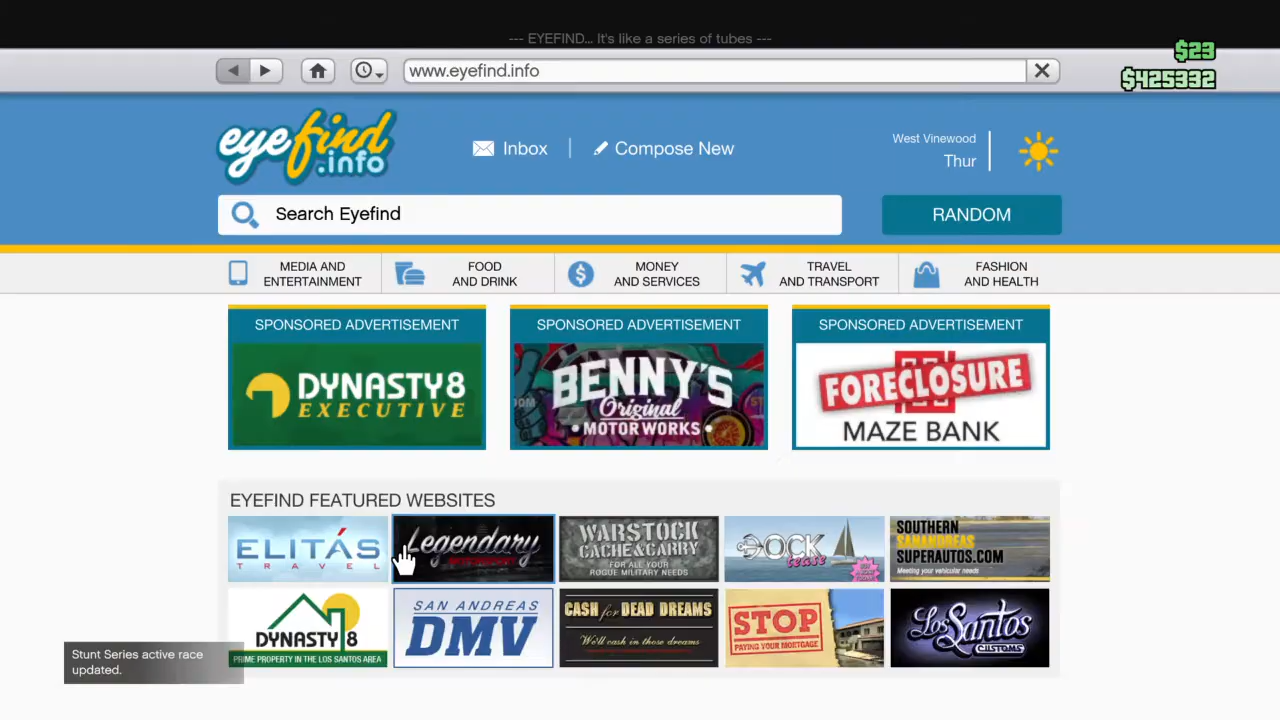 --- EYEFIND... It's like a series of tubes ---
$23
$425332
www.eyefind.info
eyefind
.info
Inbox
Compose New
West Vinewood
Thur
Search Eyefind
RANDOM
MEDIA AND
ENTERTAINMENT
FOOD
AND DRINK
MONEY
AND SERVICES
TRAVEL
AND TRANSPORT
FASHION
AND HEALTH
SPONSORED ADVERTISEMENT
DYNASTY8
EXECUTIVE
SPONSORED ADVERTISEMENT
BENNY'S
Original
MOTORWORKS
SPONSORED ADVERTISEMENT
FORECLOSURE
MAZE BANK
EYEFIND FEATURED WEBSITES
ELITÁS
TRAVEL
Legendary
WARSTOCK
CACHE&CARRY
FOR ALL YOUR
ROGUE MILITARY NEEDS
DOCK
tease
SOUTHERN
SANANDREAS
SUPERAUTOS.COM
Meeting your vehicular needs
DYNASTY 8
PRIME PROPERTY IN THE LOS SANTOS AREA
SAN ANDREAS
DMV
CASH for DEAD DREAMS
We'll cash in those dreams
STOP
PAYING YOUR MORTGAGE
Los Santos
CUSTOMS
Stunt Series active race
updated.